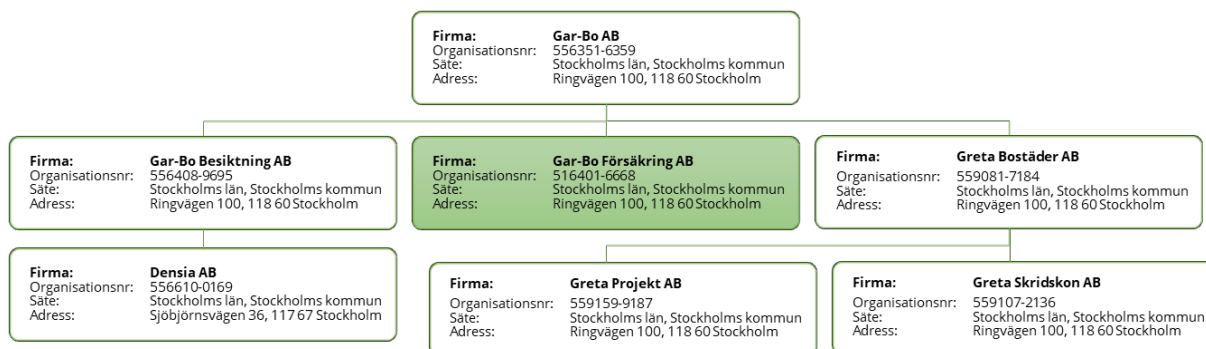 Firma: Gar-Bo AB
Organisationsnr: 556351-6359
Säte: Stockholms län, Stockholms kommun
Adress: Ringvägen 100, 118 60 Stockholm
Firma: Gar-Bo Besiktning AB
Organisationsnr: 556408-9695
Säte: Stockholms län, Stockholms kommun
Adress: Ringvägen 100, 118 60 Stockholm
Firma: Gar-Bo Försäkring AB
Organisationsnr: 516401-6668
Säte: Stockholms län, Stockholms kommun
Adress: Ringvägen 100, 118 60 Stockholm
Firma: Greta Bostäder AB
Organisationsnr: 559081-7184
Säte: Stockholms län, Stockholms kommun
Adress: Ringvägen 100, 118 60 Stockholm
Firma: Densia AB
Organisationsnr: 556610-0169
Säte: Stockholms län, Stockholms kommun
Adress: Sjöbjörnsvägen 36, 117 67 Stockholm
Firma: Greta Projekt AB
Organisationsnr: 559159-9187
Säte: Stockholms län, Stockholms kommun
Adress: Ringvägen 100, 118 60 Stockholm
Firma: Greta Skridskon AB
Organisationsnr: 559107-2136
Säte: Stockholms län, Stockholms kommun
Adress: Ringvägen 100, 118 60 Stockholm